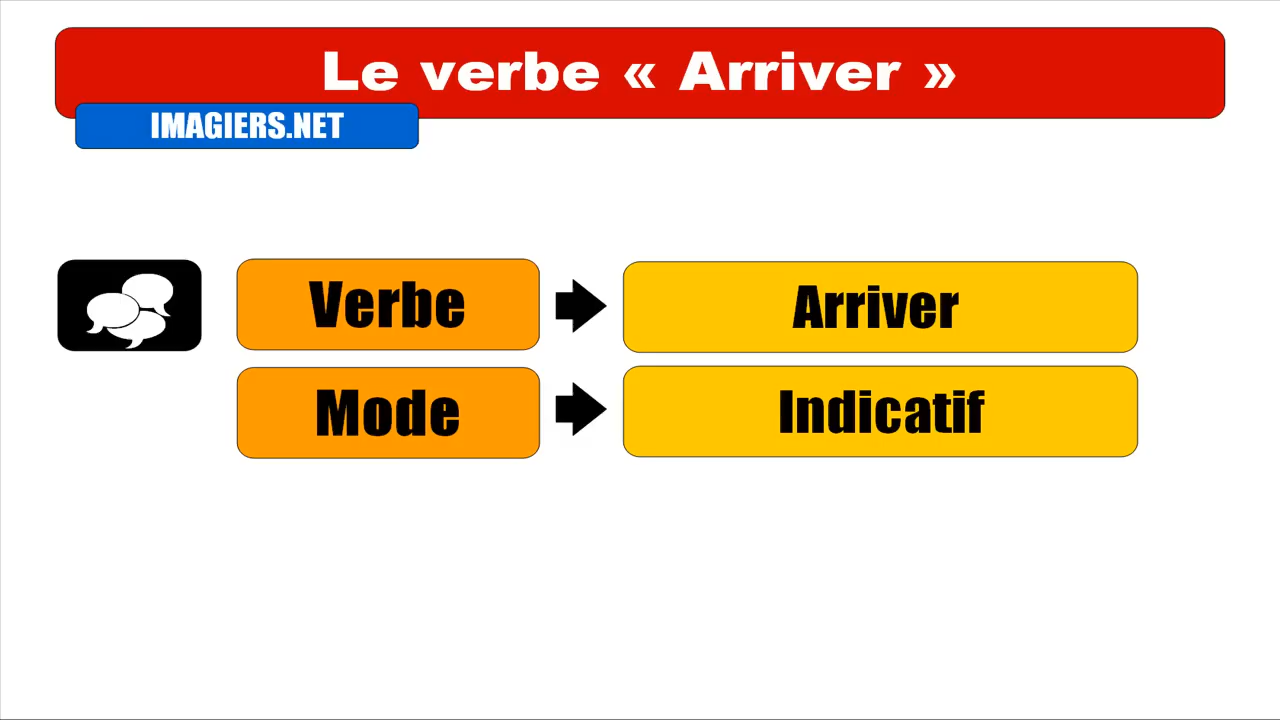 Le verbe « Arriver »
IMAGIERS.NET
Verbe Arriver
Mode Indicatif